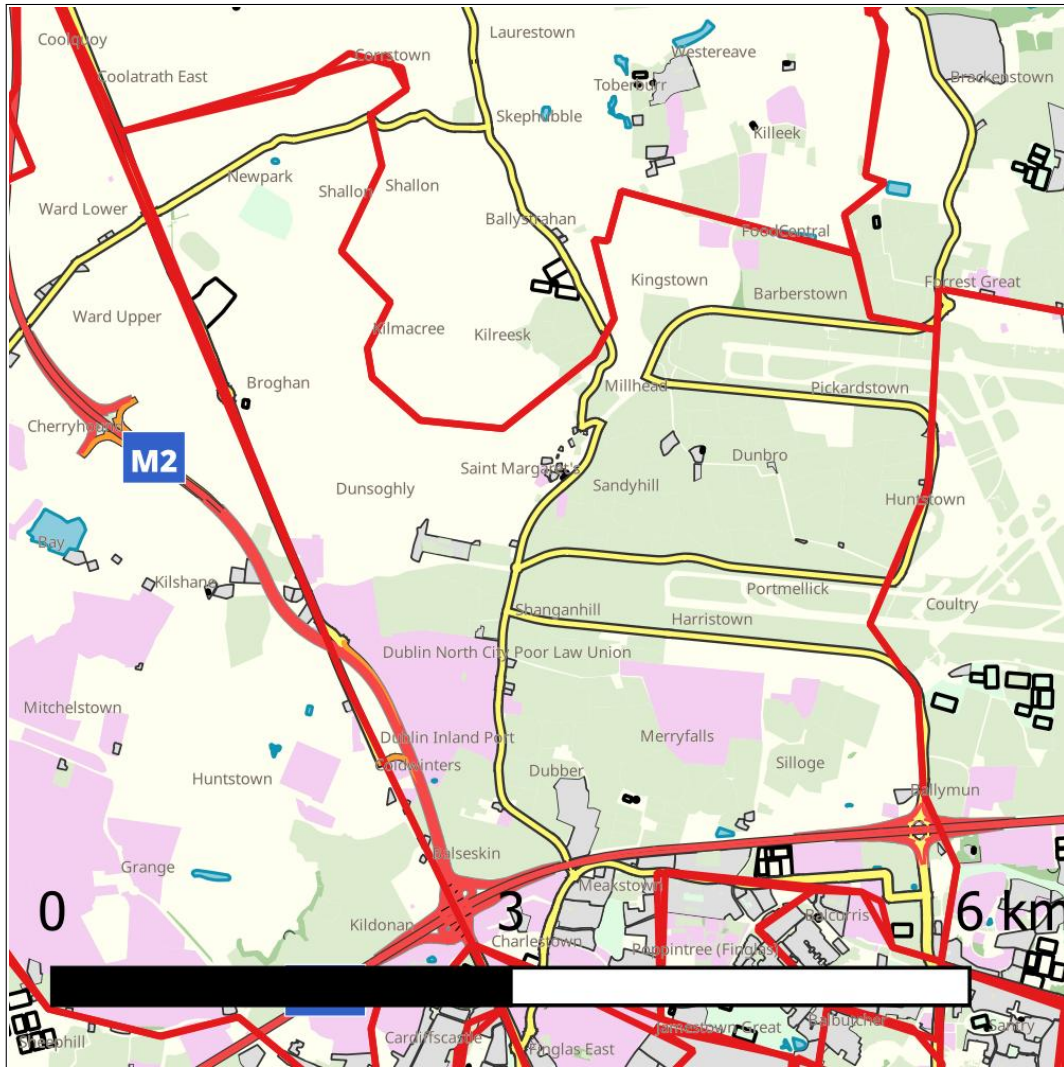 Coolquoy
Laurestown
Corrstown
Westereave
Coolatrath East
Brackenstown
Toberburr
Skephubble
Killeek
Newpark
Shallon
Shallon
Ward Lower
Ballystrahan
FoodCentral
Kingstown
Forrest Great
Barberstown
Ward Upper
Kilmacree
Kilreesk
Broghan
Millhead
Pickardstown
Cherryhound
M2
Dunbro
Saint Margaret's
Sandyhill
Dunsoghly
Huntstown
Bay
Kilshane
Portmellick
Coultry
Shanganhill
Harristown
Dublin North City Poor Law Union
Mitchelstown
Dublin Inland Port
Merryfalls
Silloge
Coldwinters
Dubber
Huntstown
Ballymun
Balseskin
Grange
Meakstown
0 3 6 km
Kildonan
Balcurris
Charlestown
Poppintree (Finglas)
Jamestown Great
Balbutcher
Santry
Cardiffscastle
Sheephill
Finglas East